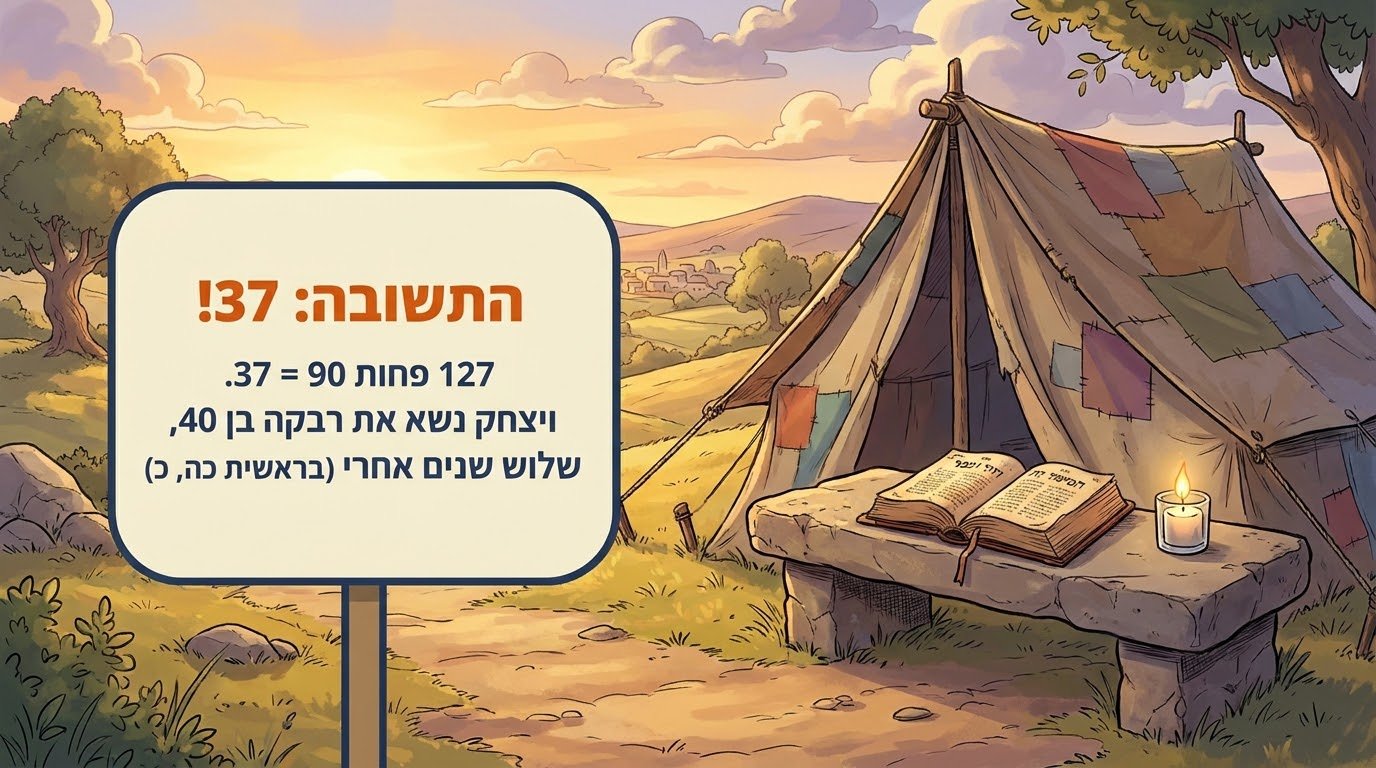 התשובה: 37!
127 פחות 90 = 37.
ויצחק נשא את רבקה בן 40,
שלוש שנים אחרי (בראשית כה, כ)